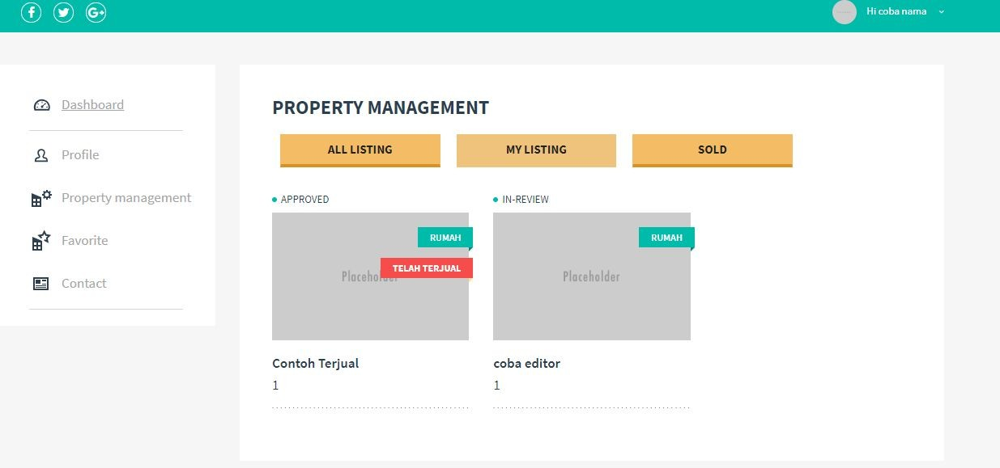 Hi coba nama
Dashboard
Profile
Property management
Favorite
Contact
PROPERTY MANAGEMENT
ALL LISTING
MY LISTING
SOLD
APPROVED
RUMAH
TELAH TERJUAL
Placeholder
Contoh Terjual
1
IN-REVIEW
RUMAH
Placeholder
coba editor
1